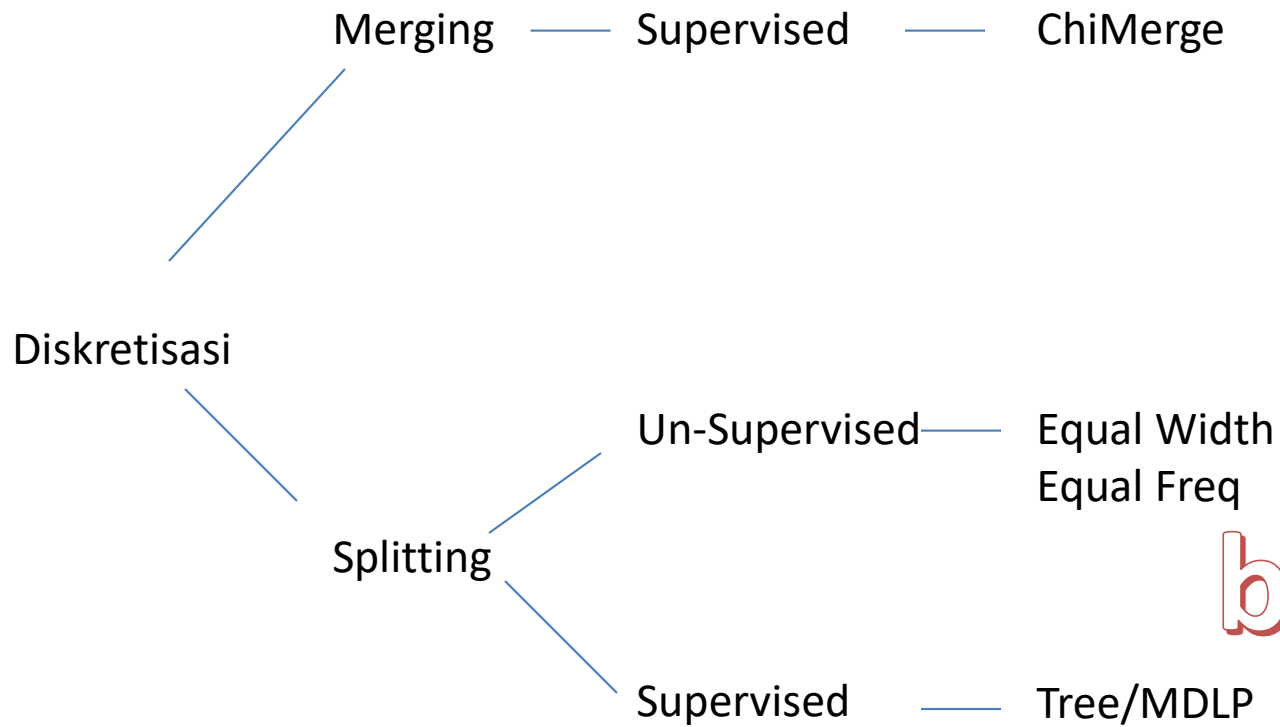 Merging
Supervised
ChiMerge
Diskretisasi
Un-Supervised
Equal Width
Equal Freq
Splitting
b
Supervised
Tree/MDLP